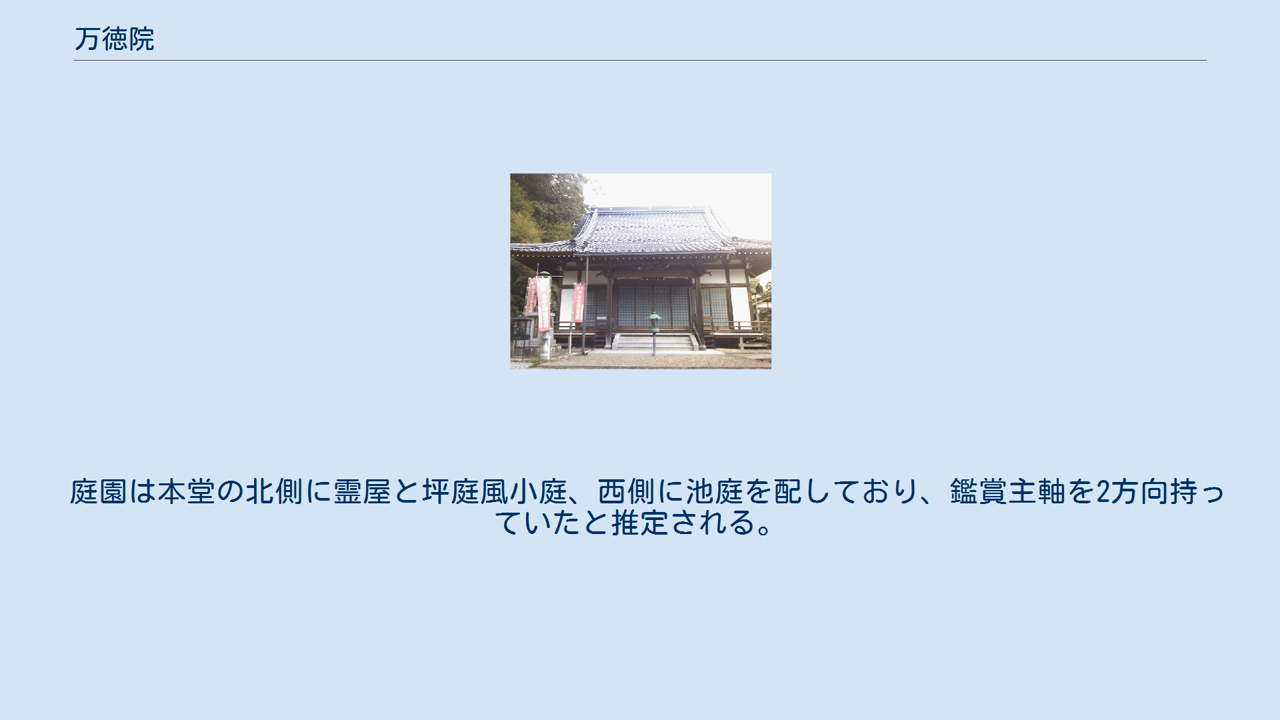 万徳院
庭園は本堂の北側に霊屋と坪庭風小庭、西側に池庭を配しており、鑑賞主軸を2方向持っ
ていたと推定される。